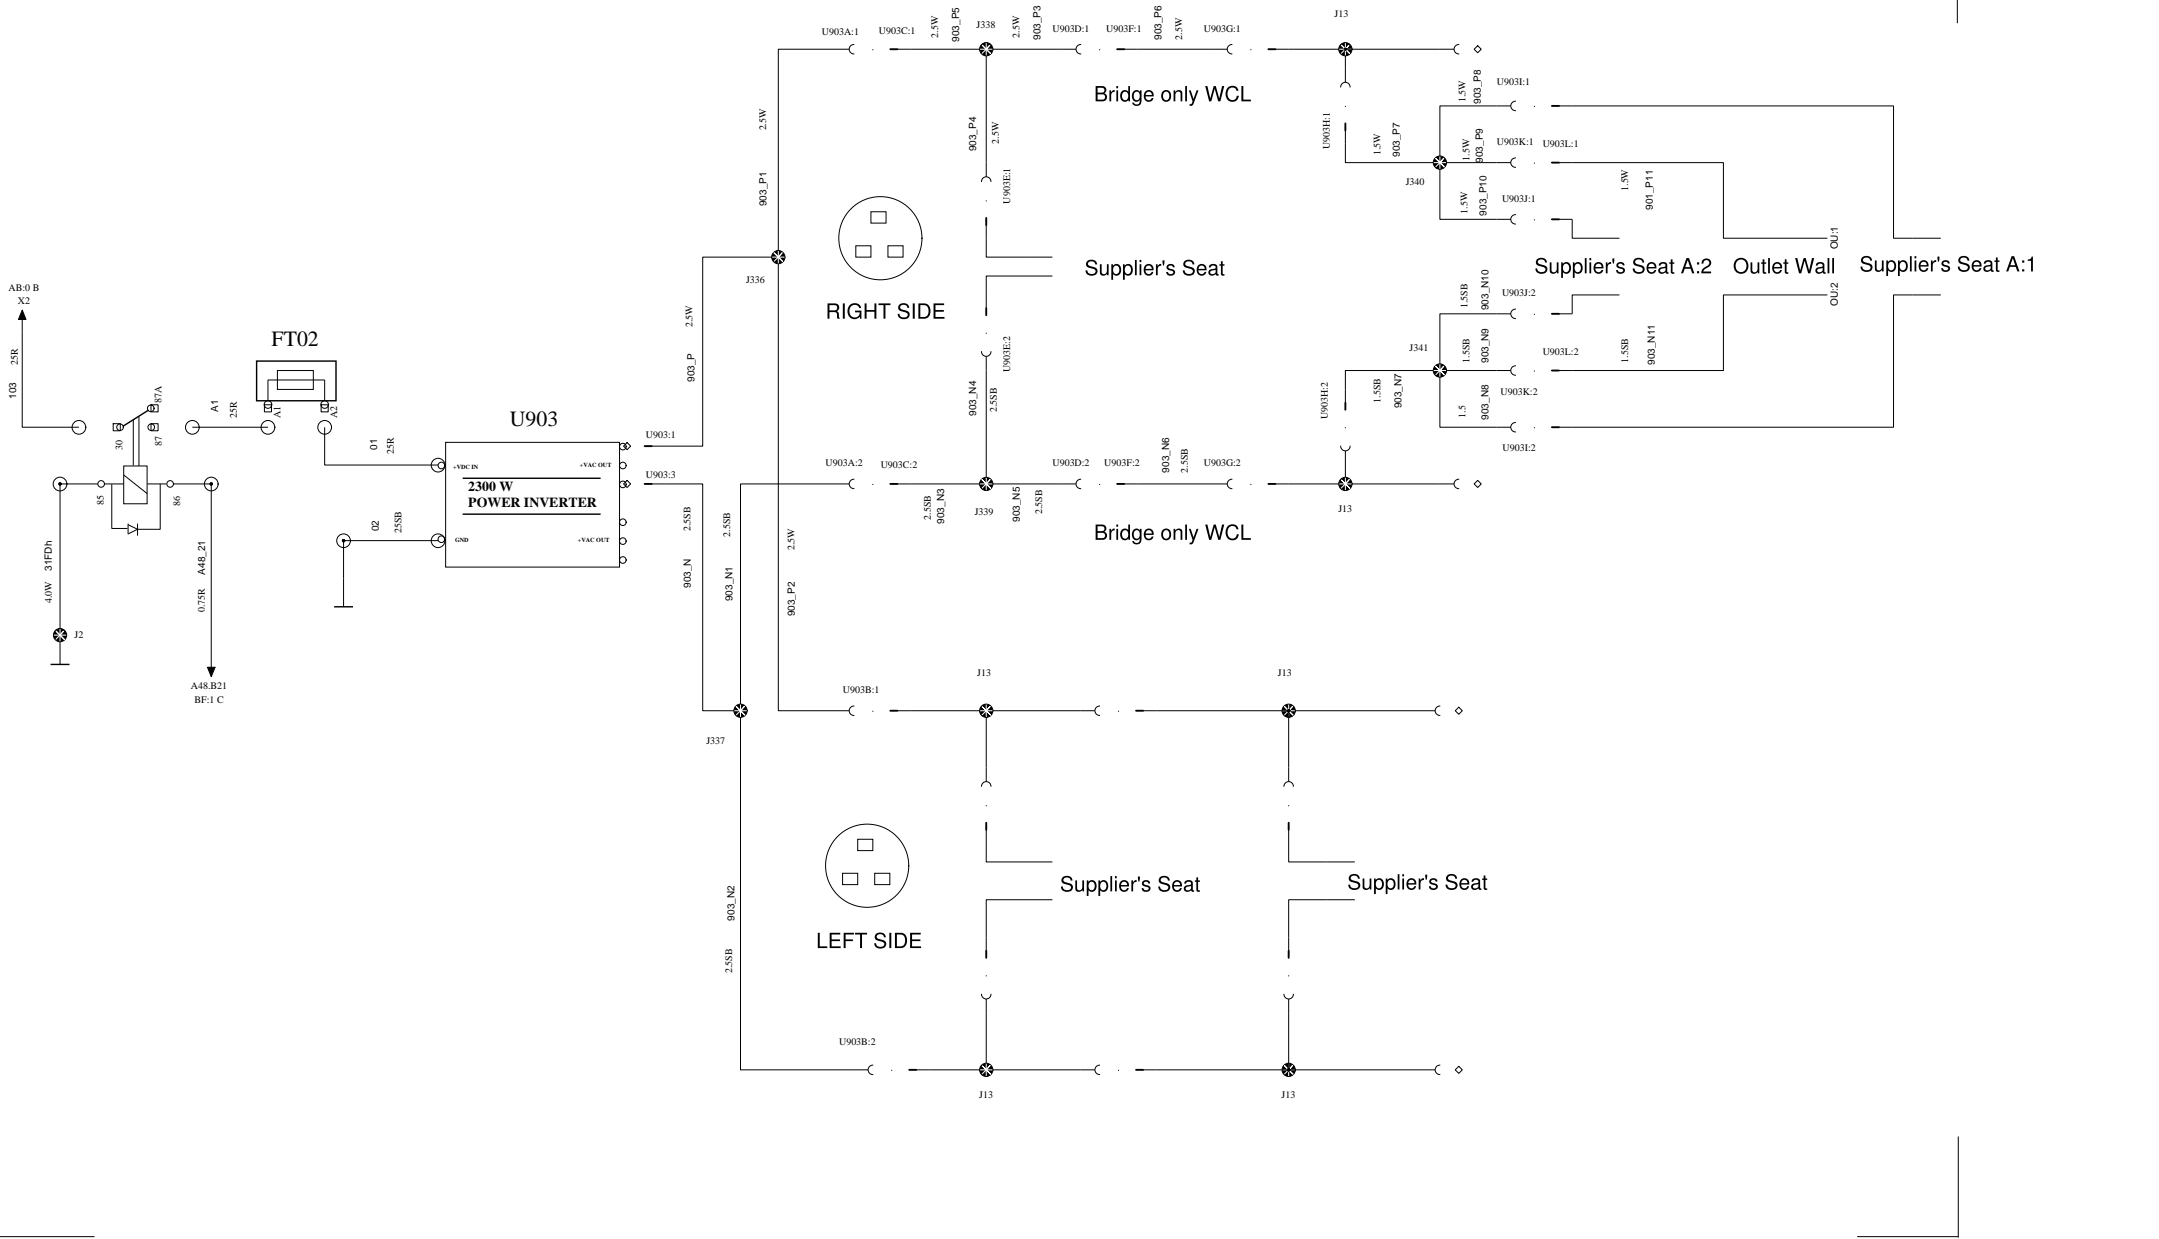 AB:0 B
X2
25R
103
87A
30
87
85
86
4.0W 31FDh
J2
A48_21
0.75R
A48.B21
BF:1 C
A1
25R
FT02
A1
A2
01
25R
02
25SB
U903
+VDC IN
+VAC OUT
2300 W
POWER INVERTER
GND
+VAC OUT
U903:1
U903:3
2.5W
903_P
2.5SB
903_N
2.5W
903_P1
J336
2.5SB
903_N1
2.5W
903_P2
J337
903_N2
2.5SB
U903A:1
U903C:1
2.5W
903_P5
J338
2.5W
903_P3
U903D:1
U903F:1
903_P6
2.5W
U903G:1
J13
Bridge only WCL
903_P4
2.5W
U903E:1
Supplier's Seat
RIGHT SIDE
U903E:2
903_N4
2.5SB
U903A:2
U903C:2
2.5SB
903_N3
J339
903_N5
2.5SB
U903D:2
U903F:2
903_N6
2.5SB
U903G:2
J13
Bridge only WCL
U903H:1
1.5W
903_P7
J340
1.5W
903_P8
U903I:1
1.5W
903_P9
U903K:1
U903L:1
1.5W
903_P10
U903J:1
1.5W
901_P11
OU:1
Supplier's Seat A:2
Outlet Wall
Supplier's Seat A:1
OU:2
1.5SB
903_N10
U903J:2
J341
1.5SB
903_N9
U903L:2
1.5SB
903_N11
U903H:2
1.5SB
903_N7
1.5
903_N8
U903K:2
U903I:2
U903B:1
J13
J13
Supplier's Seat
Supplier's Seat
LEFT SIDE
U903B:2
J13
J13